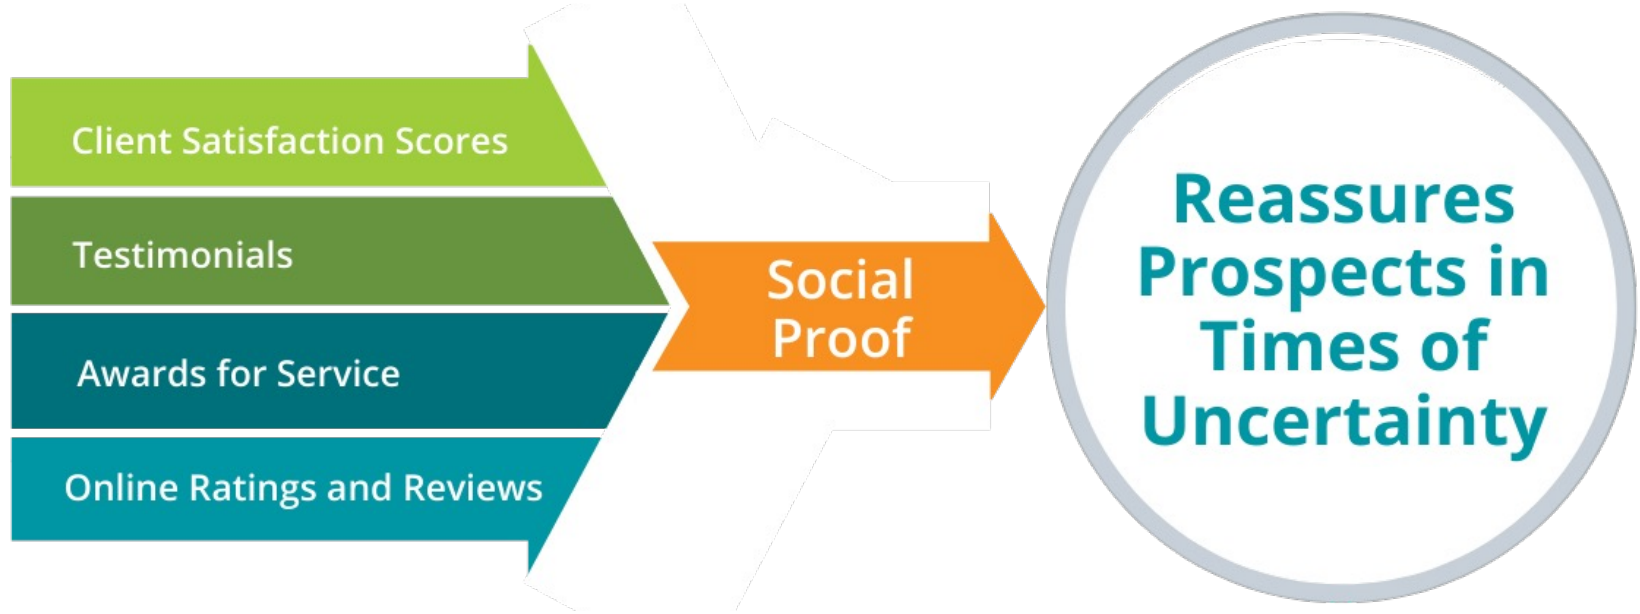 Client Satisfaction Scores
Testimonials
Awards for Service
Online Ratings and Reviews
Social
Proof
Reassures
Prospects in
Times of
Uncertainty